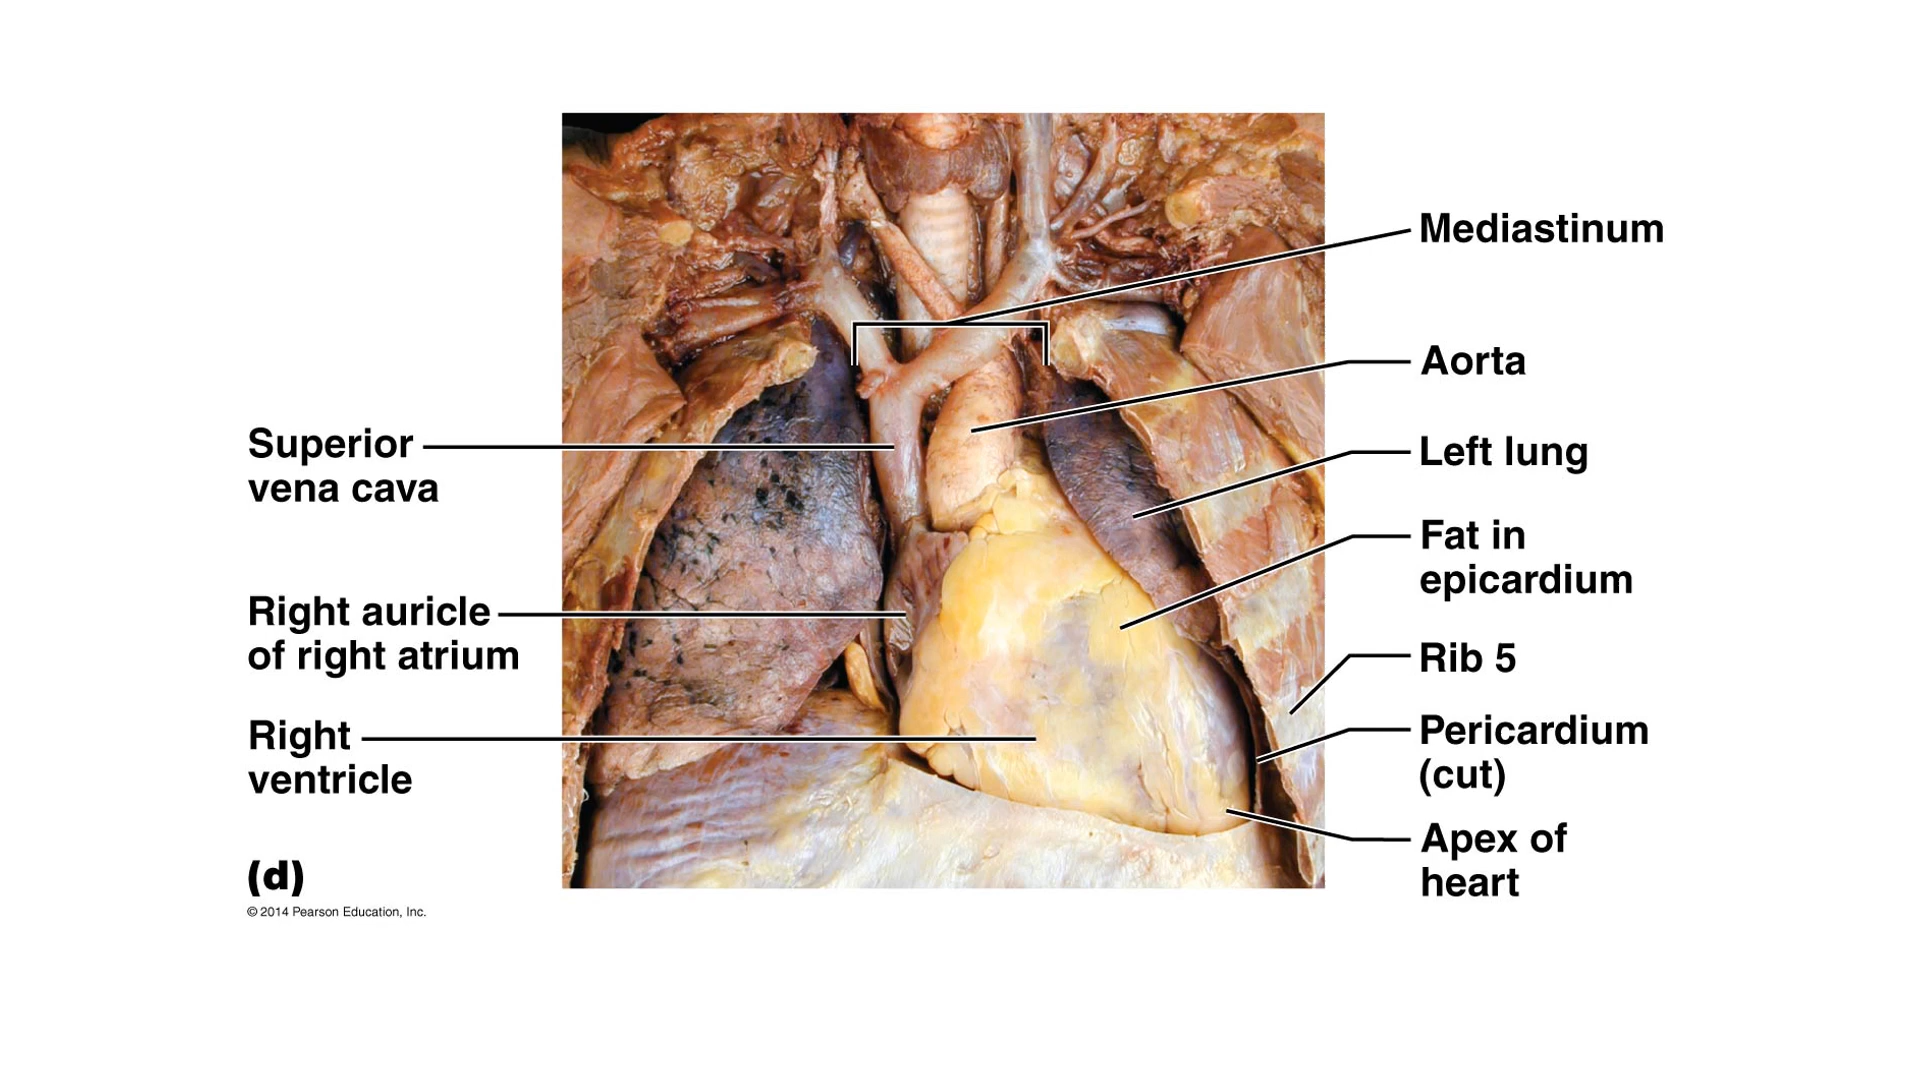 Mediastinum
Aorta
Left lung
Fat in
epicardium
Rib 5
Pericardium
(cut)
Apex of
heart
Superior
vena cava
Right auricle
of right atrium
Right
ventricle
(d)
© 2014 Pearson Education, Inc.